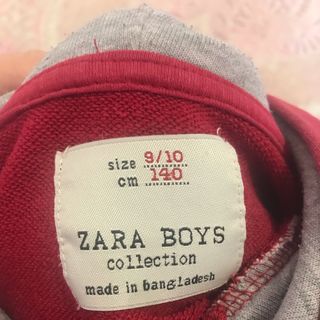 size 9/10
cm 140
ZARA BOYS
collection
made in bangladesh